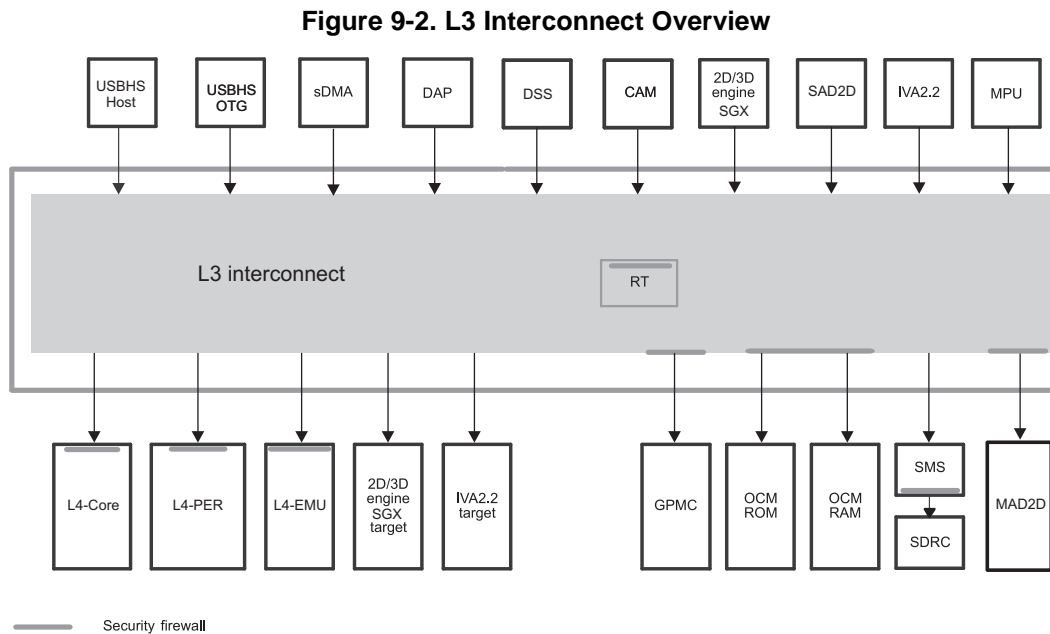 Figure 9-2. L3 Interconnect Overview
USBHS
Host
USBHS
OTG
sDMA
DAP
DSS
CAM
2D/3D
engine
SGX
SAD2D
IVA2.2
MPU
L3 interconnect
RT
L4-Core
L4-PER
L4-EMU
2D/3D
engine
SGX
target
IVA2.2
target
GPMC
OCM
ROM
OCM
RAM
SMS
SDRC
MAD2D
Security firewall